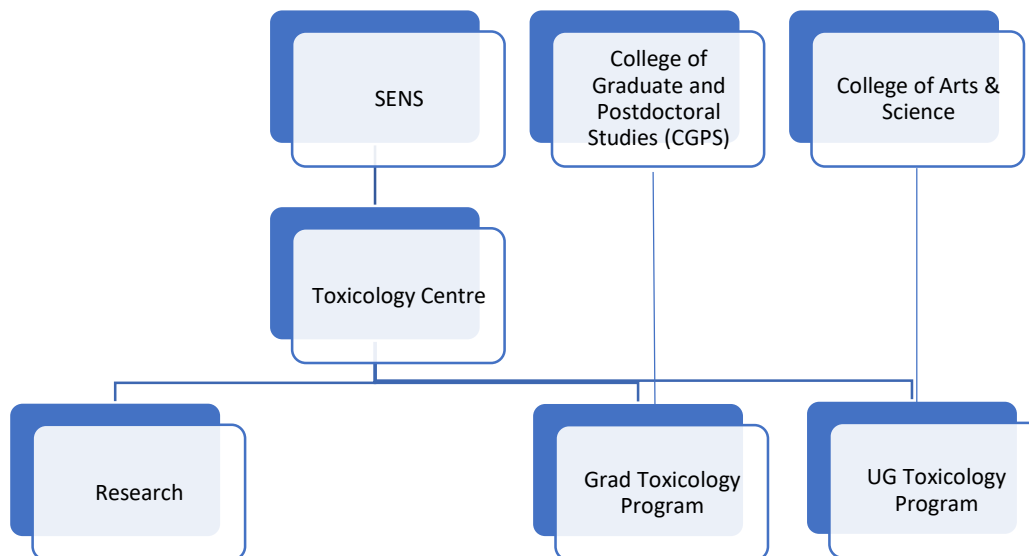 SENS
College of
Graduate and
Postdoctoral
Studies (CGPS)
College of Arts &
Science
Toxicology Centre
Research
Grad Toxicology
Program
UG Toxicology
Program